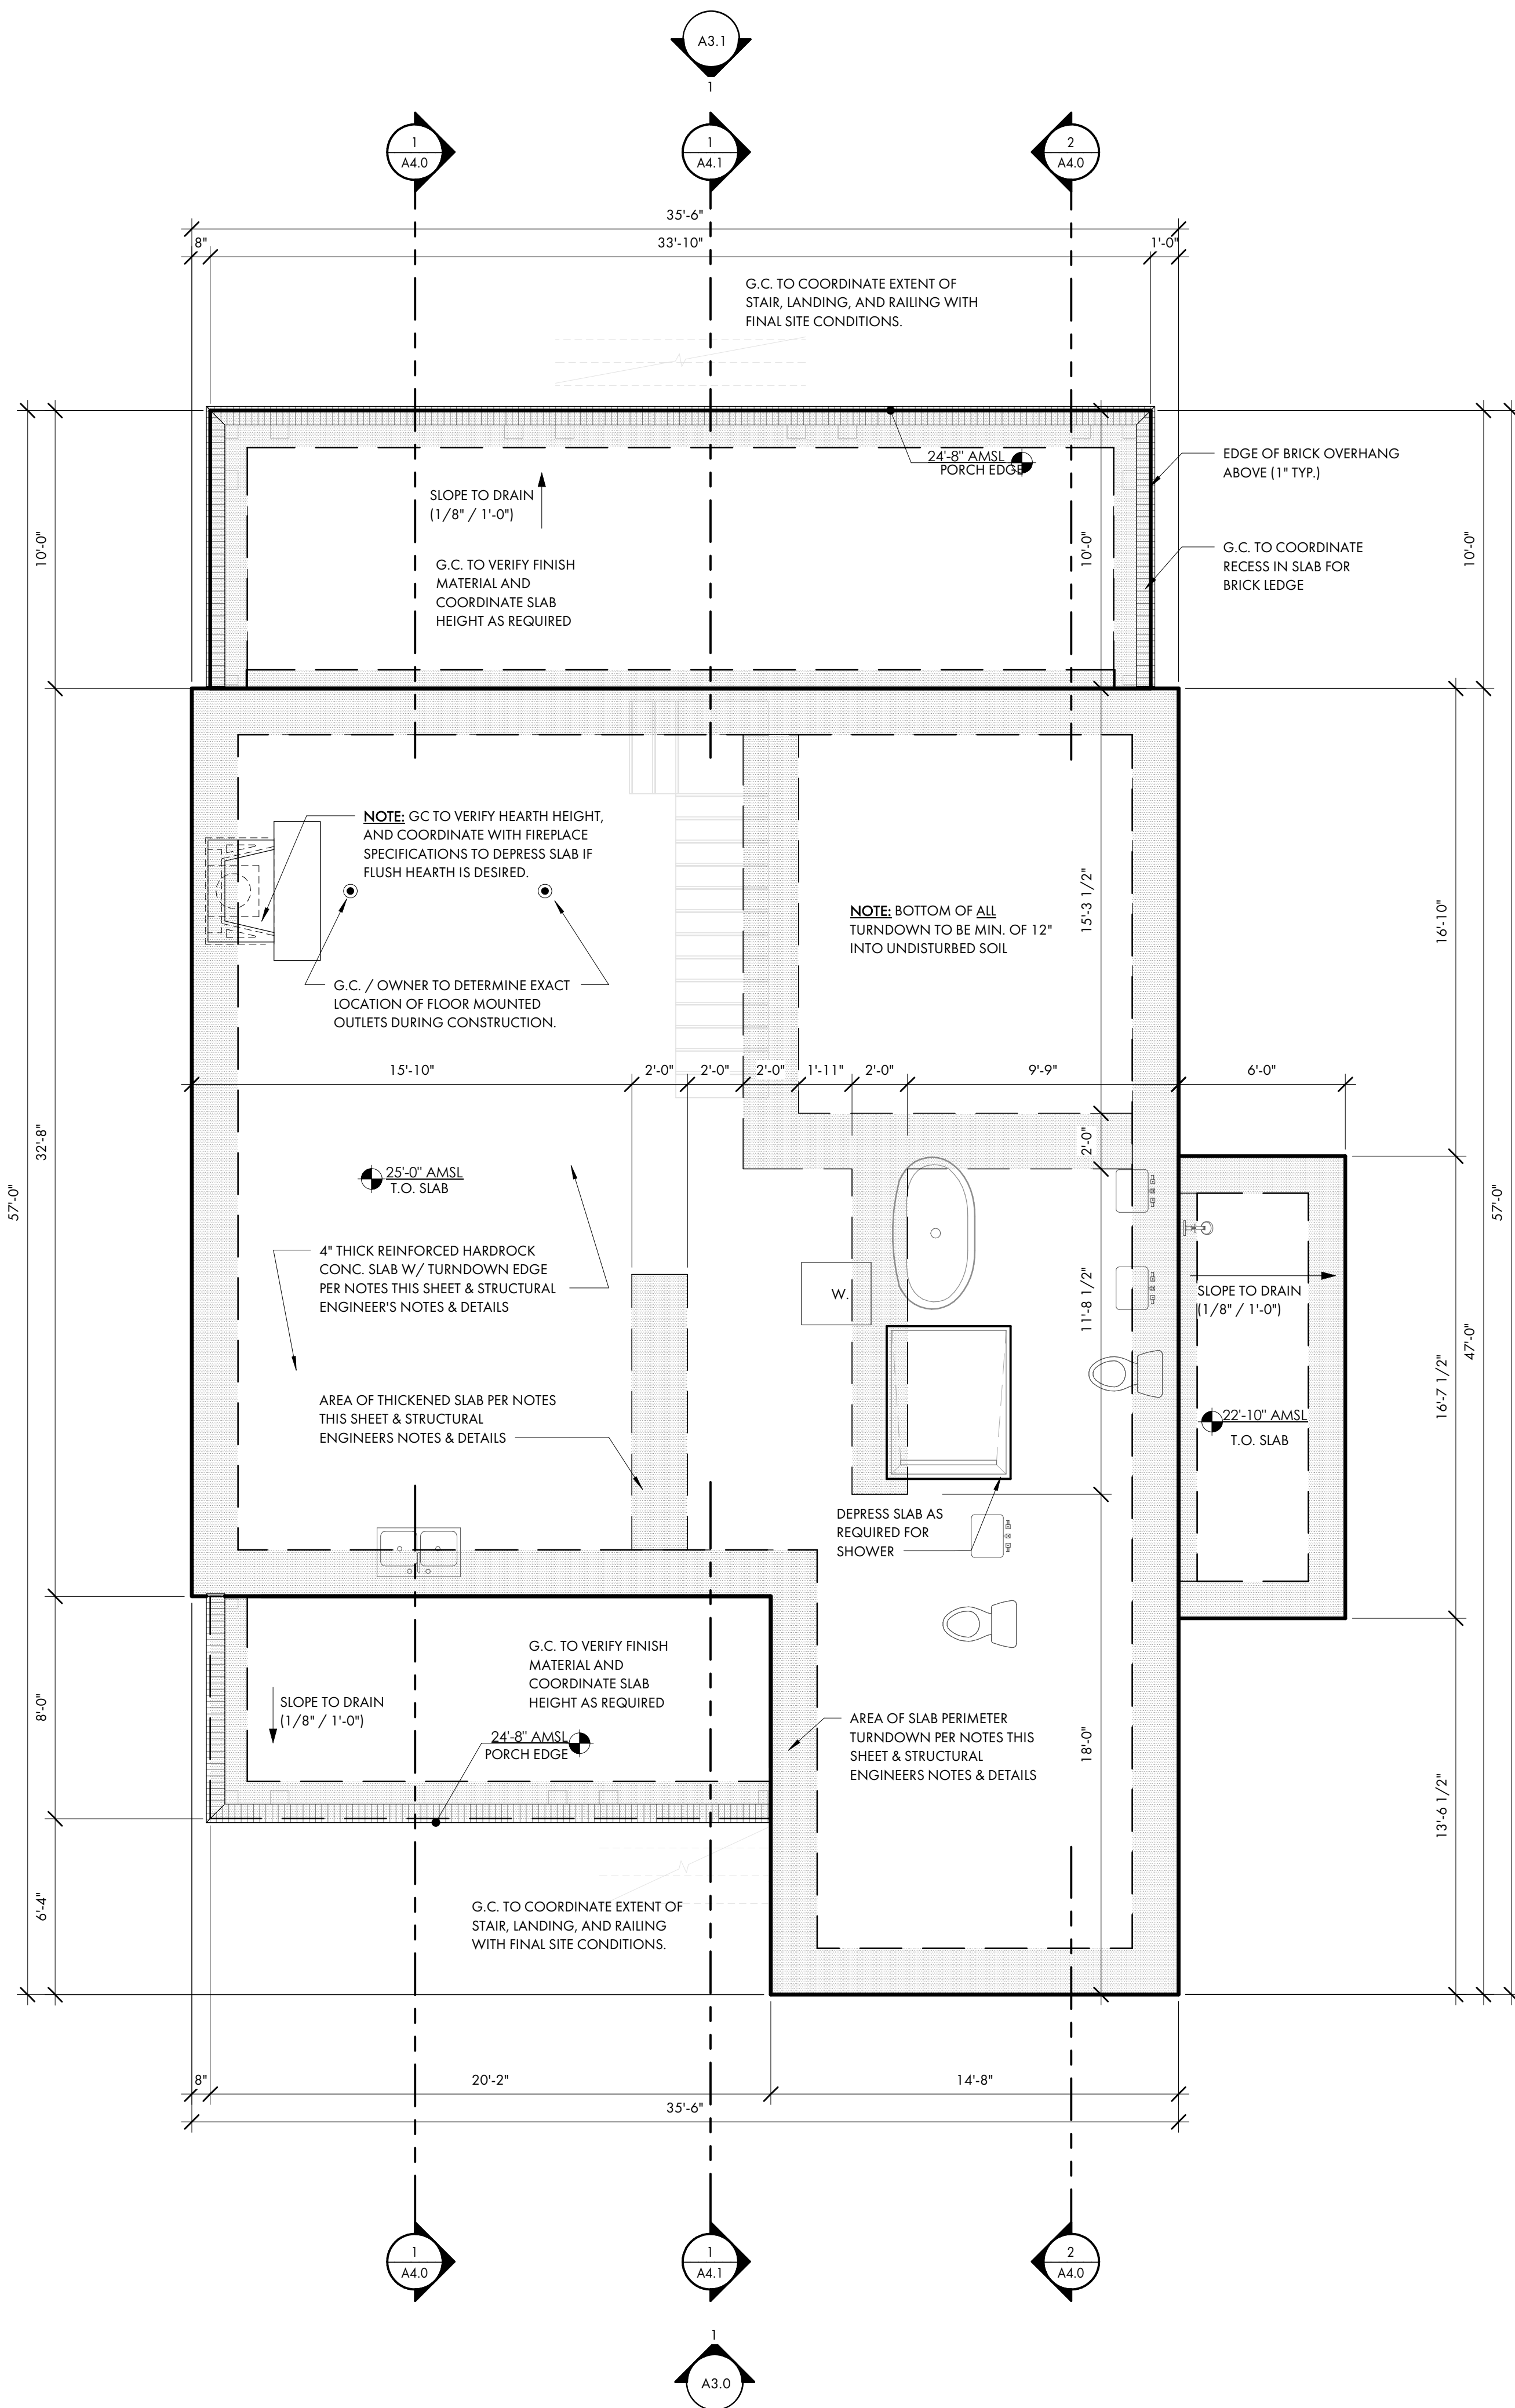 A3.1
1
1
A4.0
1
A4.1
2
A4.0
35'-6"
8"
33'-10"
1'-0"
G.C. TO COORDINATE EXTENT OF
STAIR, LANDING, AND RAILING WITH
FINAL SITE CONDITIONS.
24'-8" AMSL
PORCH EDGE
EDGE OF BRICK OVERHANG
ABOVE (1" TYP.)
SLOPE TO DRAIN
(1/8" / 1'-0")
G.C. TO COORDINATE
RECESS IN SLAB FOR
BRICK LEDGE
10'-0"
10'-0"
10'-0"
G.C. TO VERIFY FINISH
MATERIAL AND
COORDINATE SLAB
HEIGHT AS REQUIRED
NOTE: GC TO VERIFY HEARTH HEIGHT,
AND COORDINATE WITH FIREPLACE
SPECIFICATIONS TO DEPRESS SLAB IF
FLUSH HEARTH IS DESIRED.
NOTE: BOTTOM OF ALL
TURNDOWN TO BE MIN. OF 12"
INTO UNDISTURBED SOIL
15'-3 1/2"
16'-10"
G.C. / OWNER TO DETERMINE EXACT
LOCATION OF FLOOR MOUNTED
OUTLETS DURING CONSTRUCTION.
15'-10"
2'-0"
2'-0"
2'-0"
1'-11"
2'-0"
9'-9"
6'-0"
32'-8"
57'-0"
2'-0"
57'-0"
25'-0" AMSL
T.O. SLAB
4" THICK REINFORCED HARDROCK
CONC. SLAB W/ TURNDOWN EDGE
PER NOTES THIS SHEET & STRUCTURAL
ENGINEER'S NOTES & DETAILS
W.
11'-8 1/2"
SLOPE TO DRAIN
(1/8" / 1'-0")
47'-0"
16'-7 1/2"
AREA OF THICKENED SLAB PER NOTES
THIS SHEET & STRUCTURAL
ENGINEERS NOTES & DETAILS
22'-10" AMSL
T.O. SLAB
DEPRESS SLAB AS
REQUIRED FOR
SHOWER
G.C. TO VERIFY FINISH
MATERIAL AND
COORDINATE SLAB
HEIGHT AS REQUIRED
8'-0"
SLOPE TO DRAIN
(1/8" / 1'-0")
24'-8" AMSL
PORCH EDGE
AREA OF SLAB PERIMETER
TURNDOWN PER NOTES THIS
SHEET & STRUCTURAL
ENGINEERS NOTES & DETAILS
18'-0"
13'-6 1/2"
6'-4"
G.C. TO COORDINATE EXTENT OF
STAIR, LANDING, AND RAILING
WITH FINAL SITE CONDITIONS.
8"
20'-2"
14'-8"
35'-6"
1
A4.0
1
A4.1
2
A4.0
1
A3.0